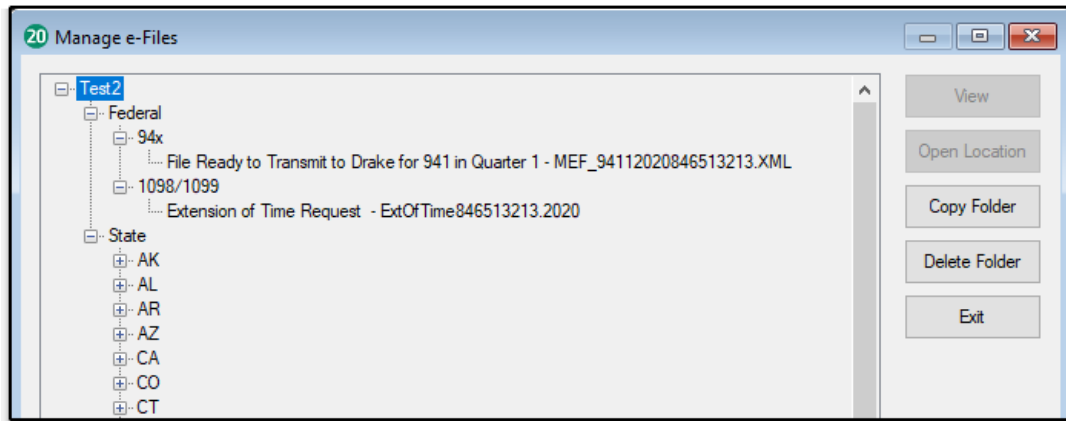 20 Manage e-Files
Test2
Federal
94x
File Ready to Transmit to Drake for 941 in Quarter 1 - MEF_94112020846513213.XML
1098/1099
Extension of Time Request - ExtOfTime846513213.2020
State
AK
AL
AR
AZ
CA
CO
CT
View
Open Location
Copy Folder
Delete Folder
Exit